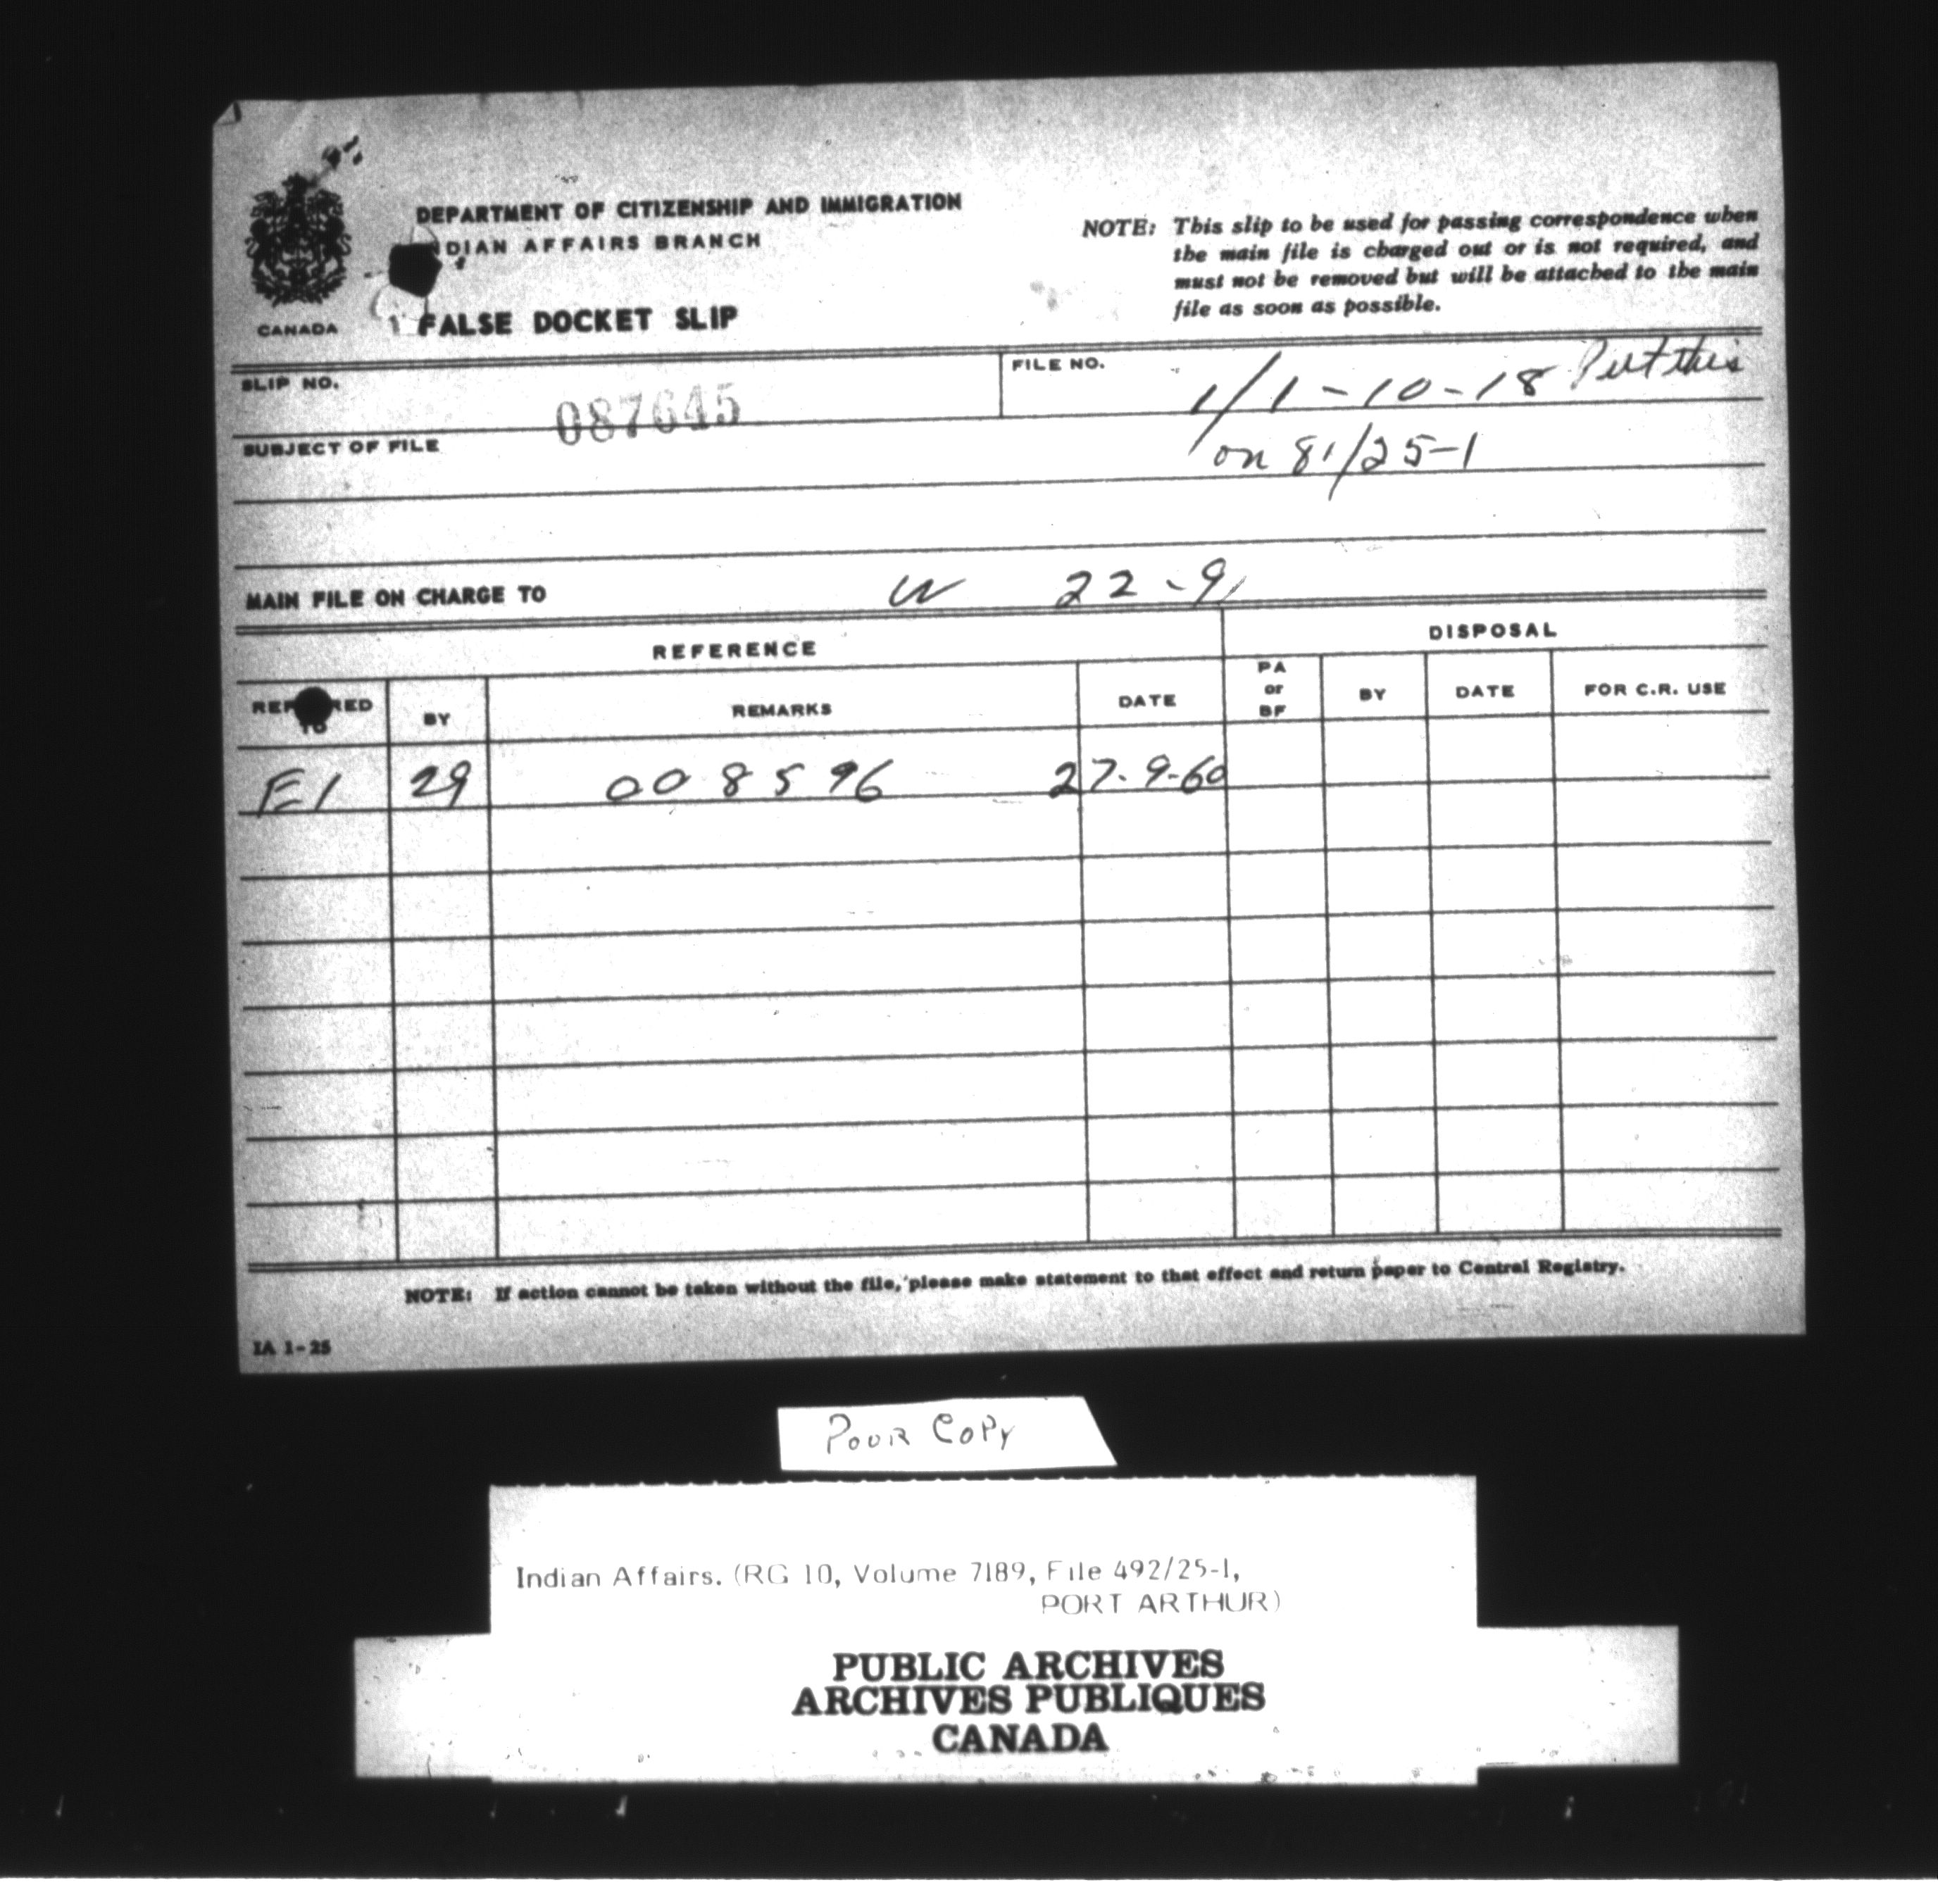 DEPARTMENT OF CITIZENSHIP AND IMMIGRATION
NDIAN AFFAIRS BRANCH
CANADA
FALSE DOCKET SLIP
NOTE: This slip to be used for passing correspondence when
the main file is charged out or is not required, and
must not be removed but will be attached to the main
file as soon as possible.
SLIP NO. 087645
FILE NO. 1/1-10-18 Put this
on 81/25-1
SUBJECT OF FILE
MAIN FILE ON CHARGE TO 22-9
REFERENCE DISPOSAL
REF RED TO BY REMARKS DATE PA or BF BY DATE FOR C.R. USE
E1 29 008596 27-9-60
NOTE: If action cannot be taken without the file, please make statement to that effect and return paper to Central Registry.
IA 1-25
POOR COPY
Indian Affairs. (RG 10, Volume 7189, File 492/25-1,
PORT ARTHUR)
PUBLIC ARCHIVES
ARCHIVES PUBLIQUES
CANADA